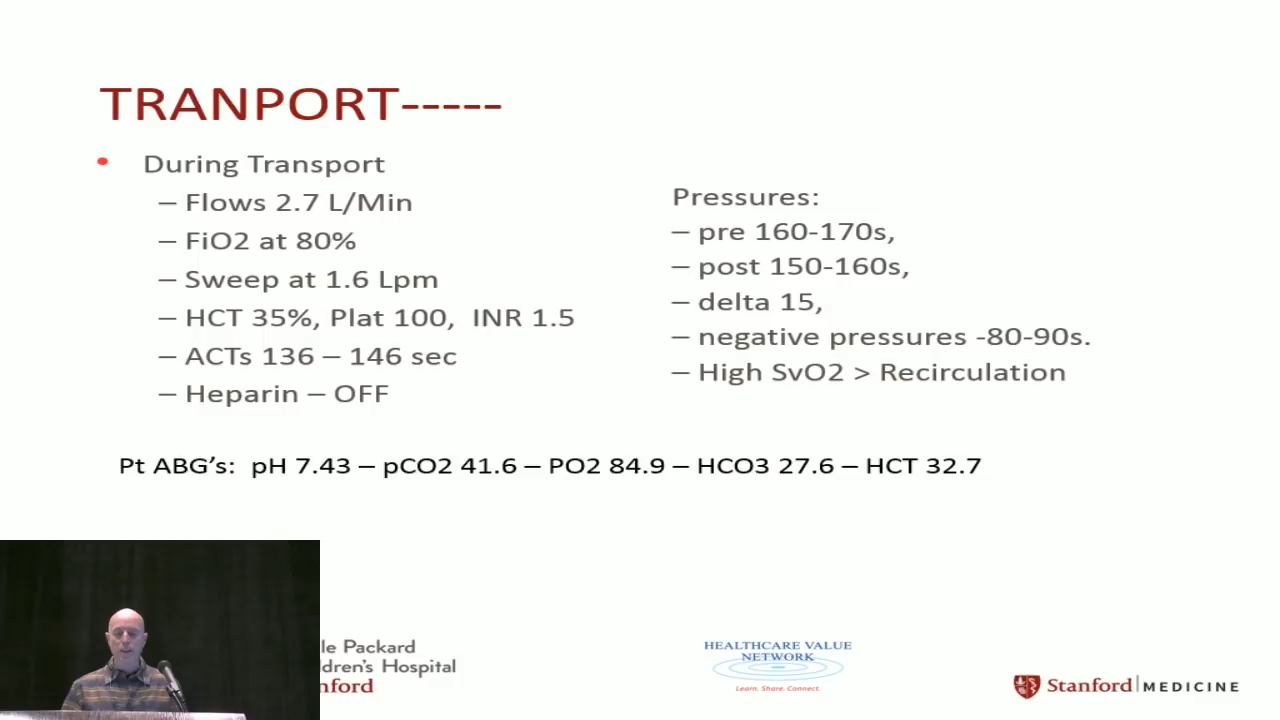 TRANPORT-----
• During Transport
– Flows 2.7 L/Min
– FiO2 at 80%
– Sweep at 1.6 Lpm
– HCT 35%, Plat 100, INR 1.5
– ACTs 136 – 146 sec
– Heparin – OFF
Pressures:
– pre 160-170s,
– post 150-160s,
– delta 15,
– negative pressures -80-90s.
– High SvO2 > Recirculation
Pt ABG's: pH 7.43 – pCO2 41.6 – PO2 84.9 – HCO3 27.6 – HCT 32.7
le Packard
dren's Hospital
nford
HEALTHCARE VALUE
NETWORK
Learn. Share. Connect.
Stanford MEDICINE